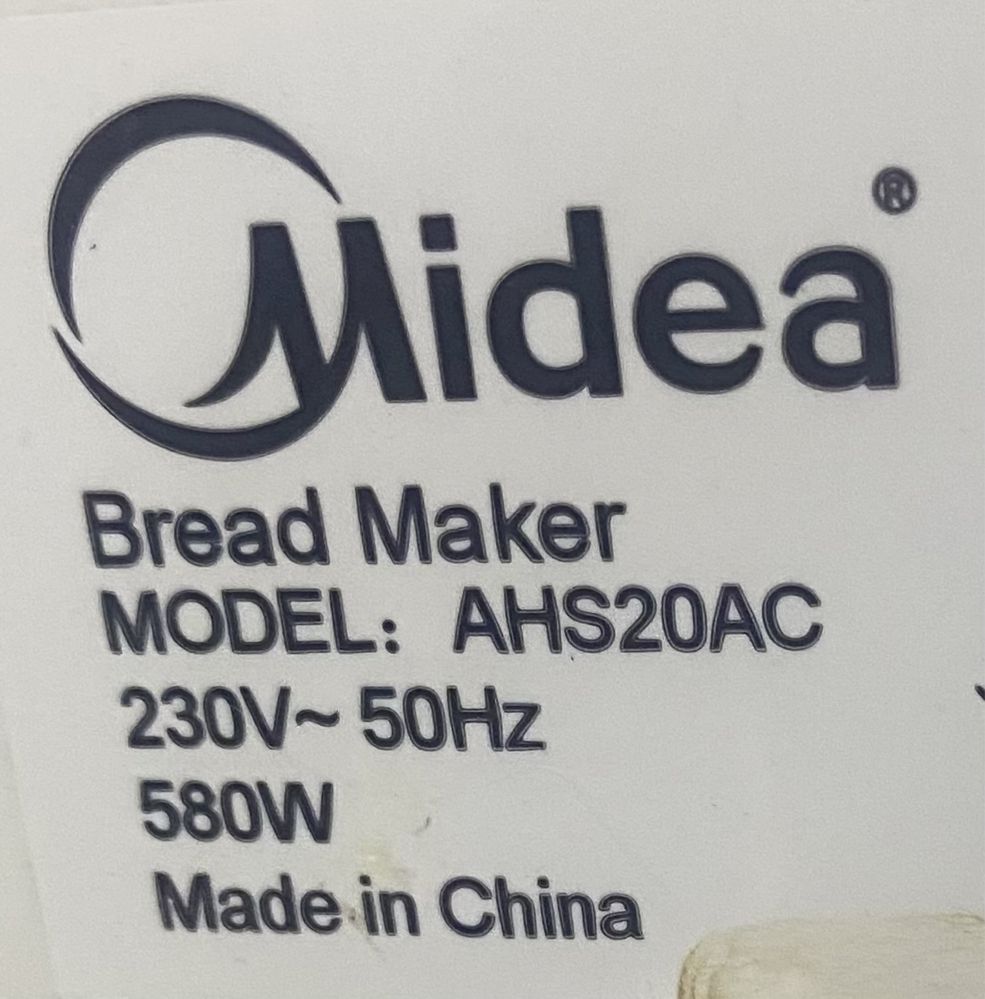 Midea®
Bread Maker
MODEL: AHS20AC
230V~ 50Hz
580W
Made in China